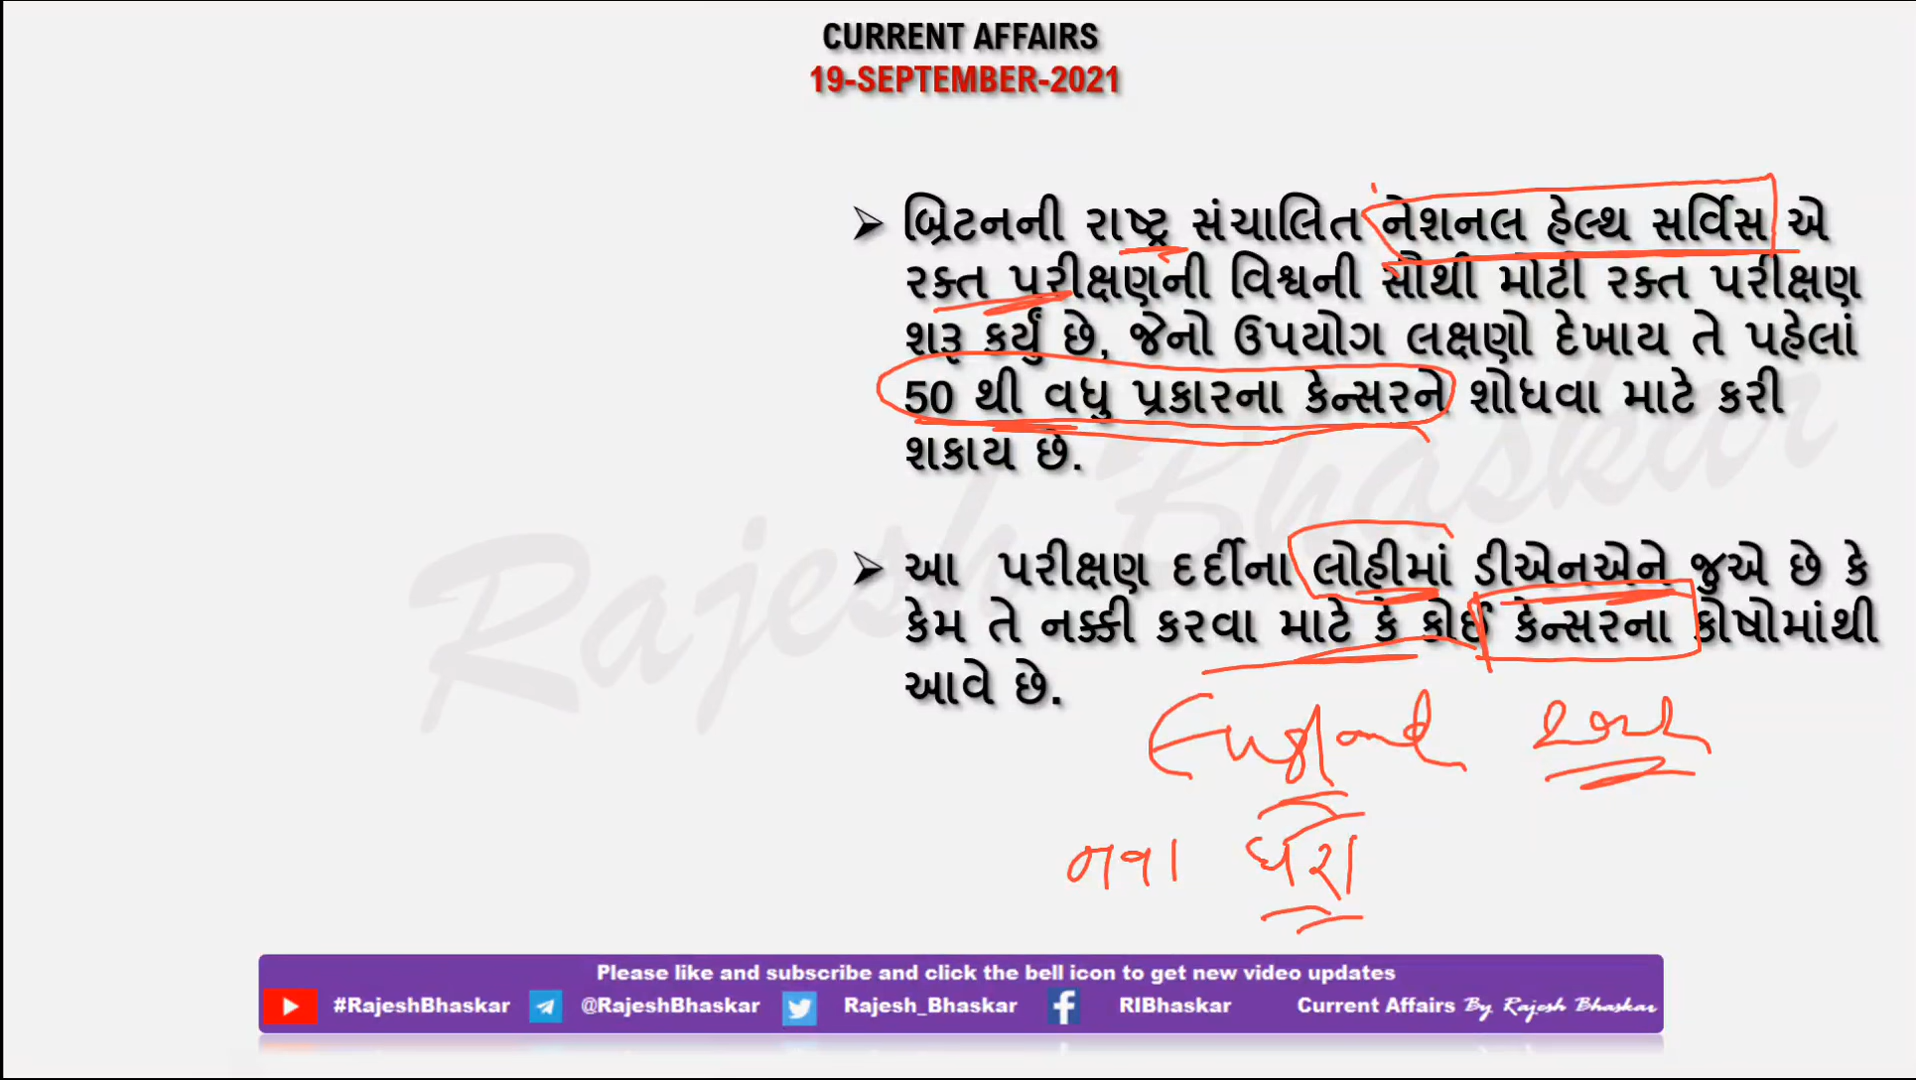 CURRENT AFFAIRS
19-SEPTEMBER-2021
➢ બ્રિટનની રાષ્ટ્ર સંચાલિત નેશનલ હેલ્થ સર્વિસ એ
રક્ત પરીક્ષણની વિશ્વની સૌથી મોટી રક્ત પરીક્ષણ
શરૂ કર્યું છે, જેનો ઉપયોગ લક્ષણો દેખાય તે પહેલાં
50 થી વધુ પ્રકારના કેન્સરને શોધવા માટે કરી
શકાય છે.
➢ આ પરીક્ષણ દર્દીના લોહીમાં ડીએનએને જુએ છે કે
કેમ તે નક્કી કરવા માટે કે કોઈ કેન્સરના કોષોમાંથી
આવે છે.
England
Rajesh Bhaskar
Please like and subscribe and click the bell icon to get new video updates
#RajeshBhaskar @RajeshBhaskar Rajesh_Bhaskar RIBhaskar Current Affairs By Rajesh Bhaskar